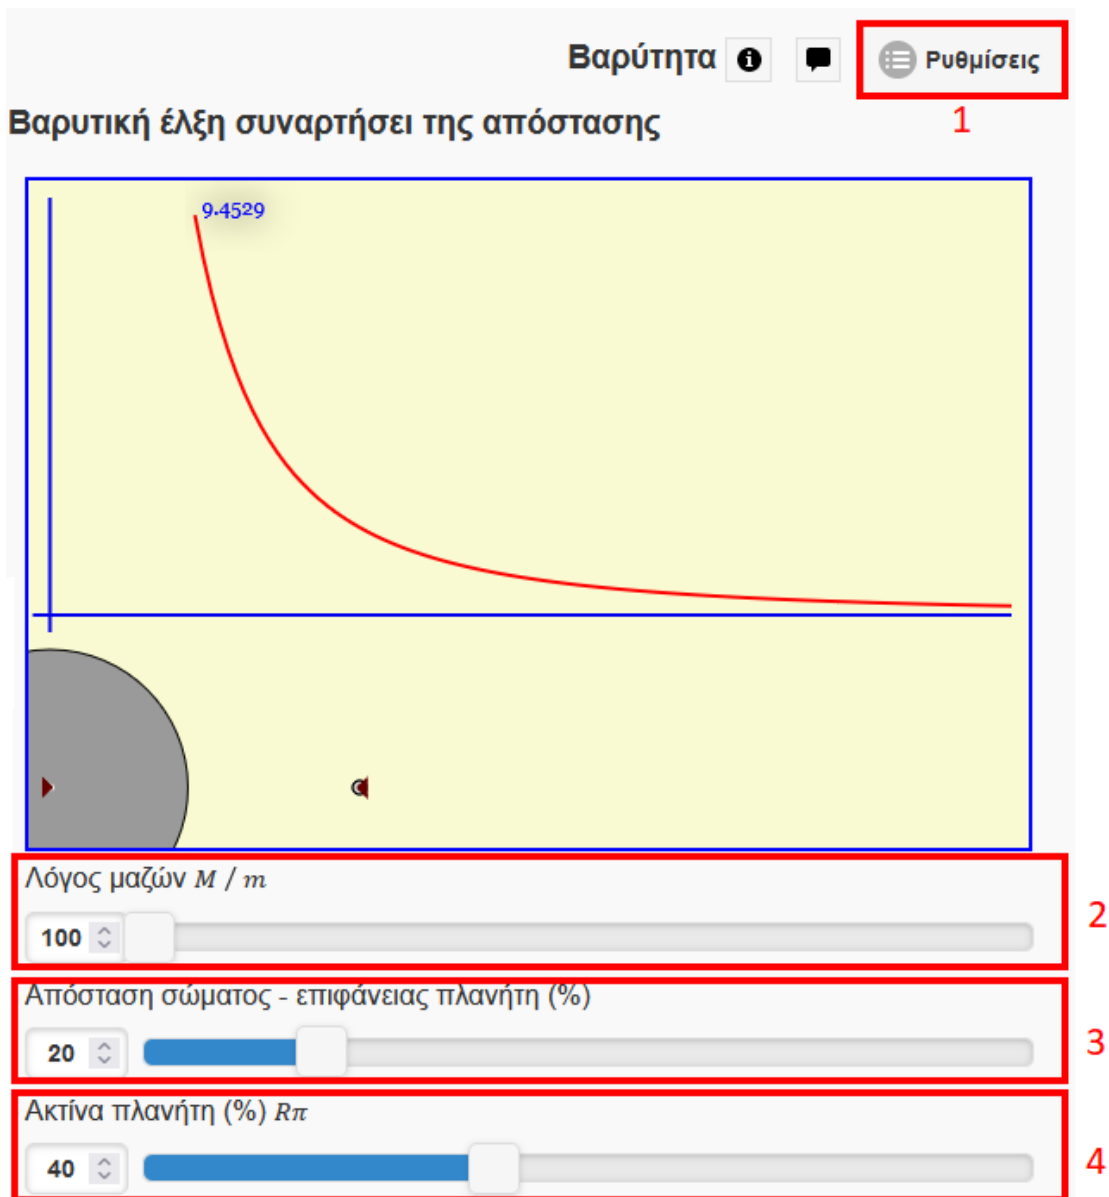 Βαρύτητα Ρυθμίσεις
1
Βαρυτική έλξη συναρτήσει της απόστασης
9.4529
Λόγος μαζών M / m
100
2
Απόσταση σώματος - επιφάνειας πλανήτη (%)
20
3
Ακτίνα πλανήτη (%) Rπ
40
4